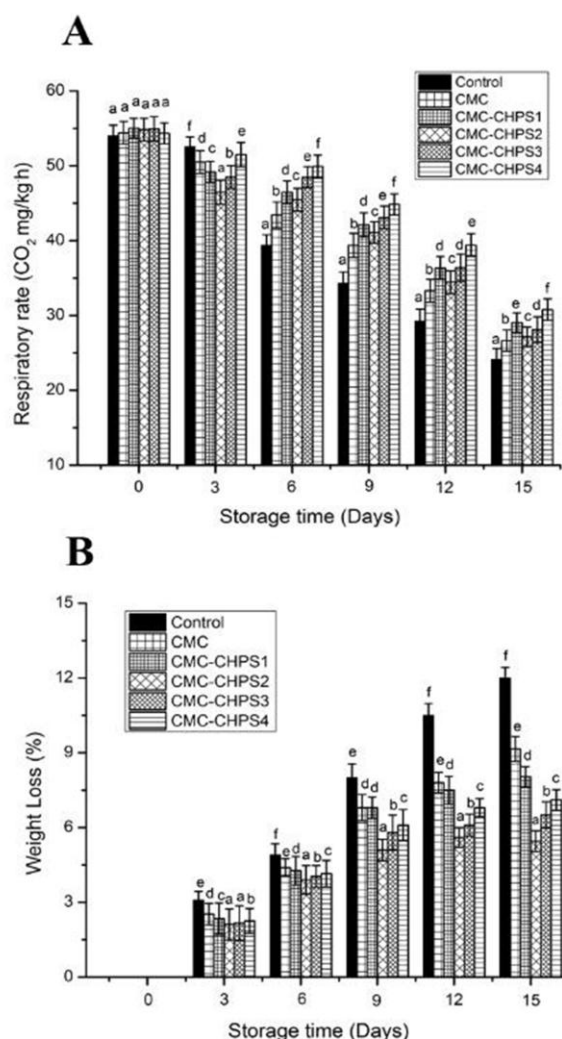 A
Respiratory rate (CO₂ mg/kgh)
60
50
40
30
20
10
Control
CMC
CMC-CHPS1
CMC-CHPS2
CMC-CHPS3
CMC-CHPS4
a a a a a a
f d c a b e
a b d c e f
a b d c e f
a b d c d e
a b e c d f
0 3 6 9 12 15
Storage time (Days)
B
Weight Loss (%)
15
12
9
6
3
0
Control
CMC
CMC-CHPS1
CMC-CHPS2
CMC-CHPS3
CMC-CHPS4
e d c a a b
f e d a b c
e d d a b c
f e d a b c
f e d a b c
0 3 6 9 12 15
Storage time (Days)